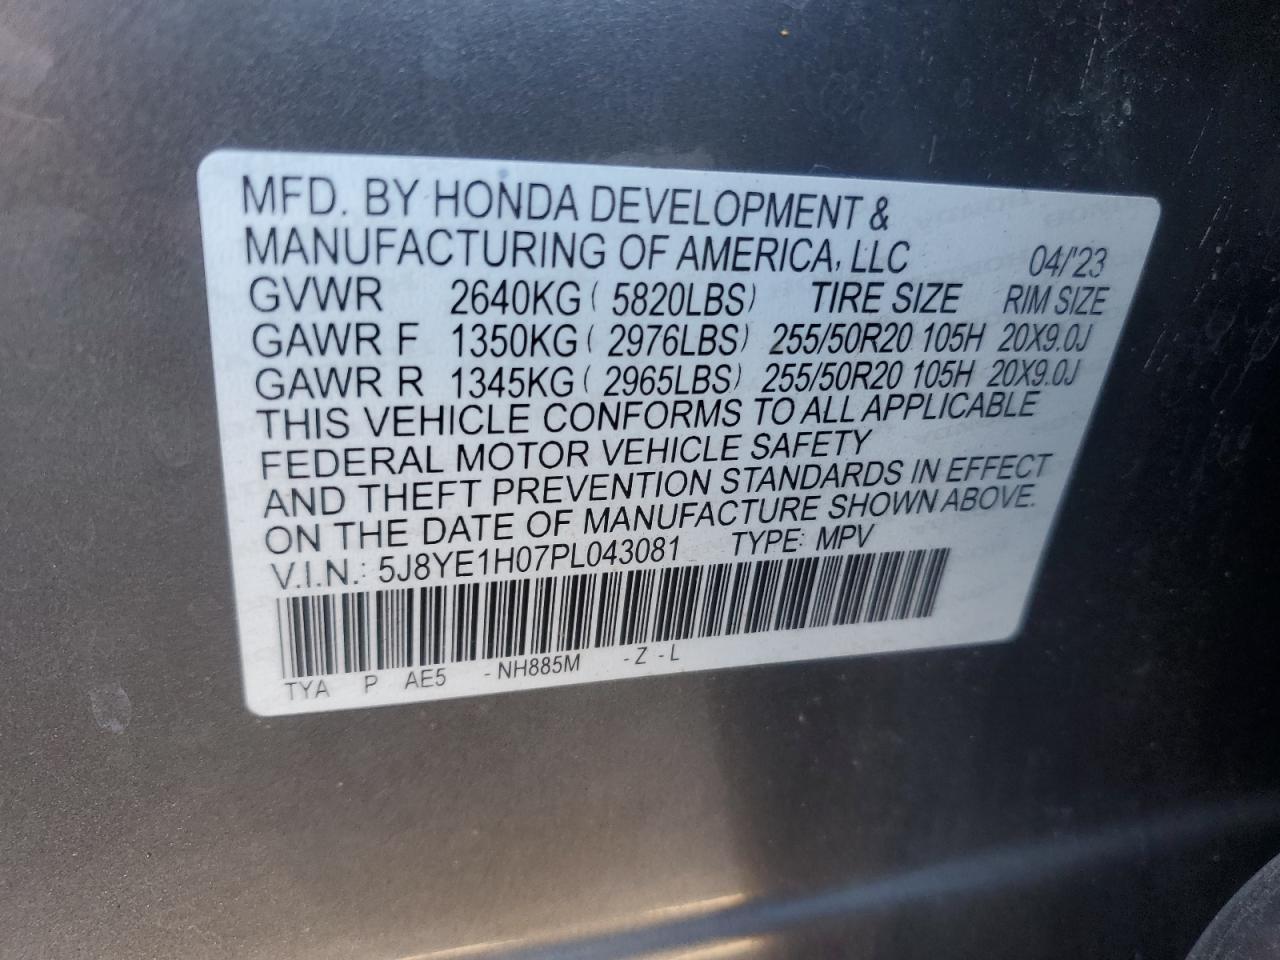 MFD. BY HONDA DEVELOPMENT &
MANUFACTURING OF AMERICA, LLC 04/'23
GVWR 2640KG ( 5820LBS) TIRE SIZE RIM SIZE
GAWR F 1350KG ( 2976LBS) 255/50R20 105H 20X9.0J
GAWR R 1345KG ( 2965LBS) 255/50R20 105H 20X9.0J
THIS VEHICLE CONFORMS TO ALL APPLICABLE
FEDERAL MOTOR VEHICLE SAFETY
AND THEFT PREVENTION STANDARDS IN EFFECT
ON THE DATE OF MANUFACTURE SHOWN ABOVE.
V.I.N.: 5J8YE1H07PL043081 TYPE: MPV
TYA P AE5 - NH885M - Z - L